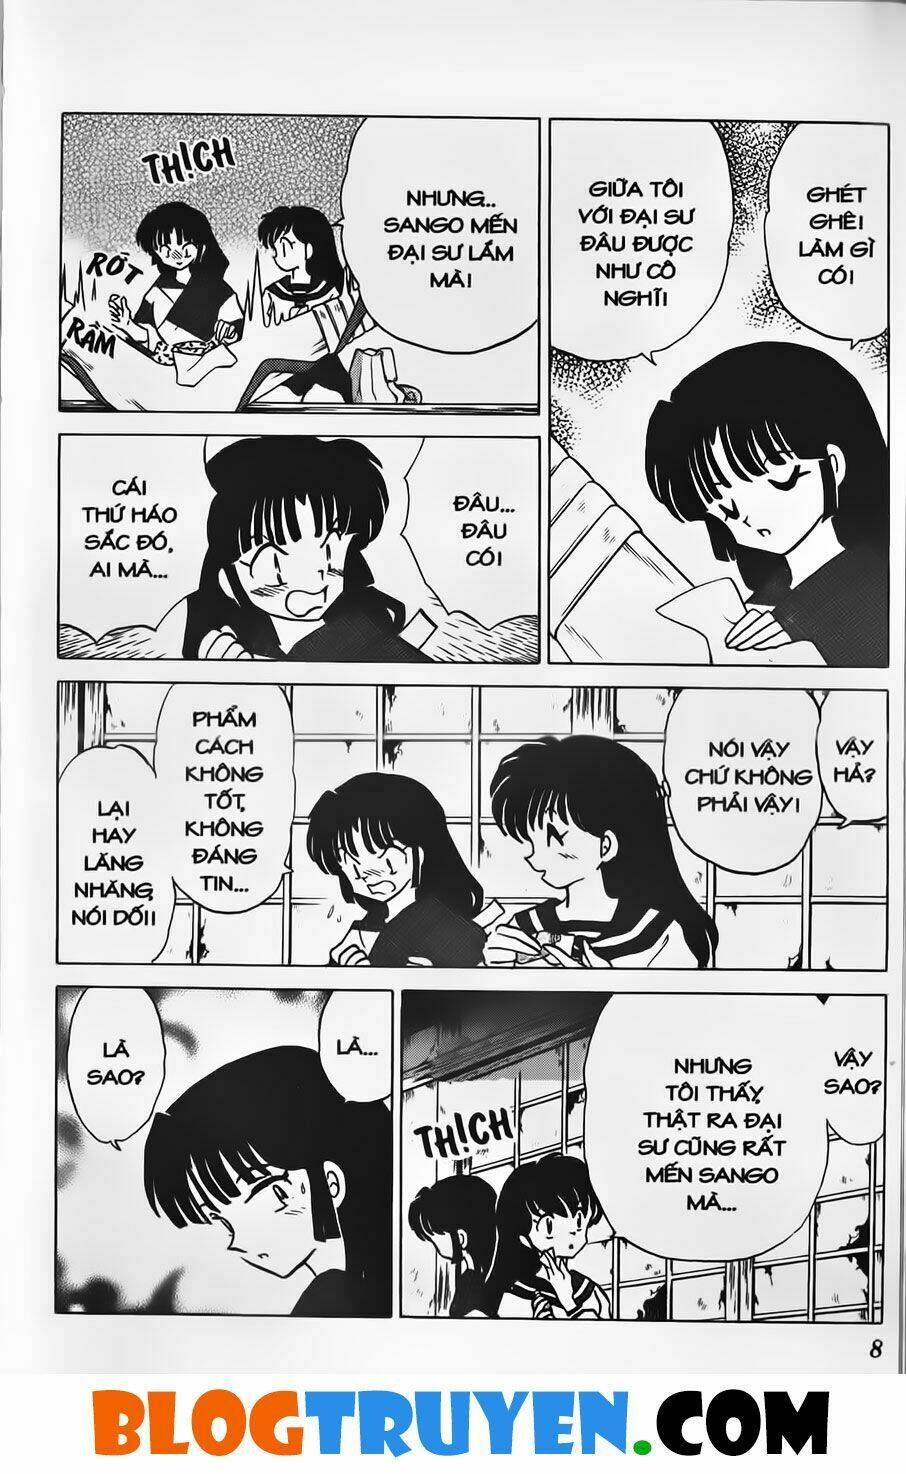 GHÉT
GHÊ!
LÀM GÌ
CÓ!
GIỮA TÔI
VỚI ĐẠI SƯ
ĐÂU ĐƯỢC
NHƯ CÔ
NGHĨ!
NHƯNG..
SANGO MẾN
ĐẠI SƯ LẮM
MÀ!
THỊCH
RỚT
RẦM
ĐÂU...
ĐÂU
CÓ!
CÁI
THỨ HÁO
SẮC ĐÓ,
AI MÀ...
VẬY
HẢ?
NÓI VẬY
CHỨ KHÔNG
PHẢI VẬY!
PHẨM
CÁCH
KHÔNG
TỐT,
KHÔNG
ĐÁNG
TIN...
LẠI
HAY
LĂNG
NHĂNG,
NÓI DỐI!
VẬY
SAO?
NHƯNG
TÔI THẤY,
THẬT RA ĐẠI
SƯ CŨNG RẤT
MẾN SANGO
MÀ...
THỊCH
LÀ...
LÀ
SAO?
8
BLOGTRUYEN.COM